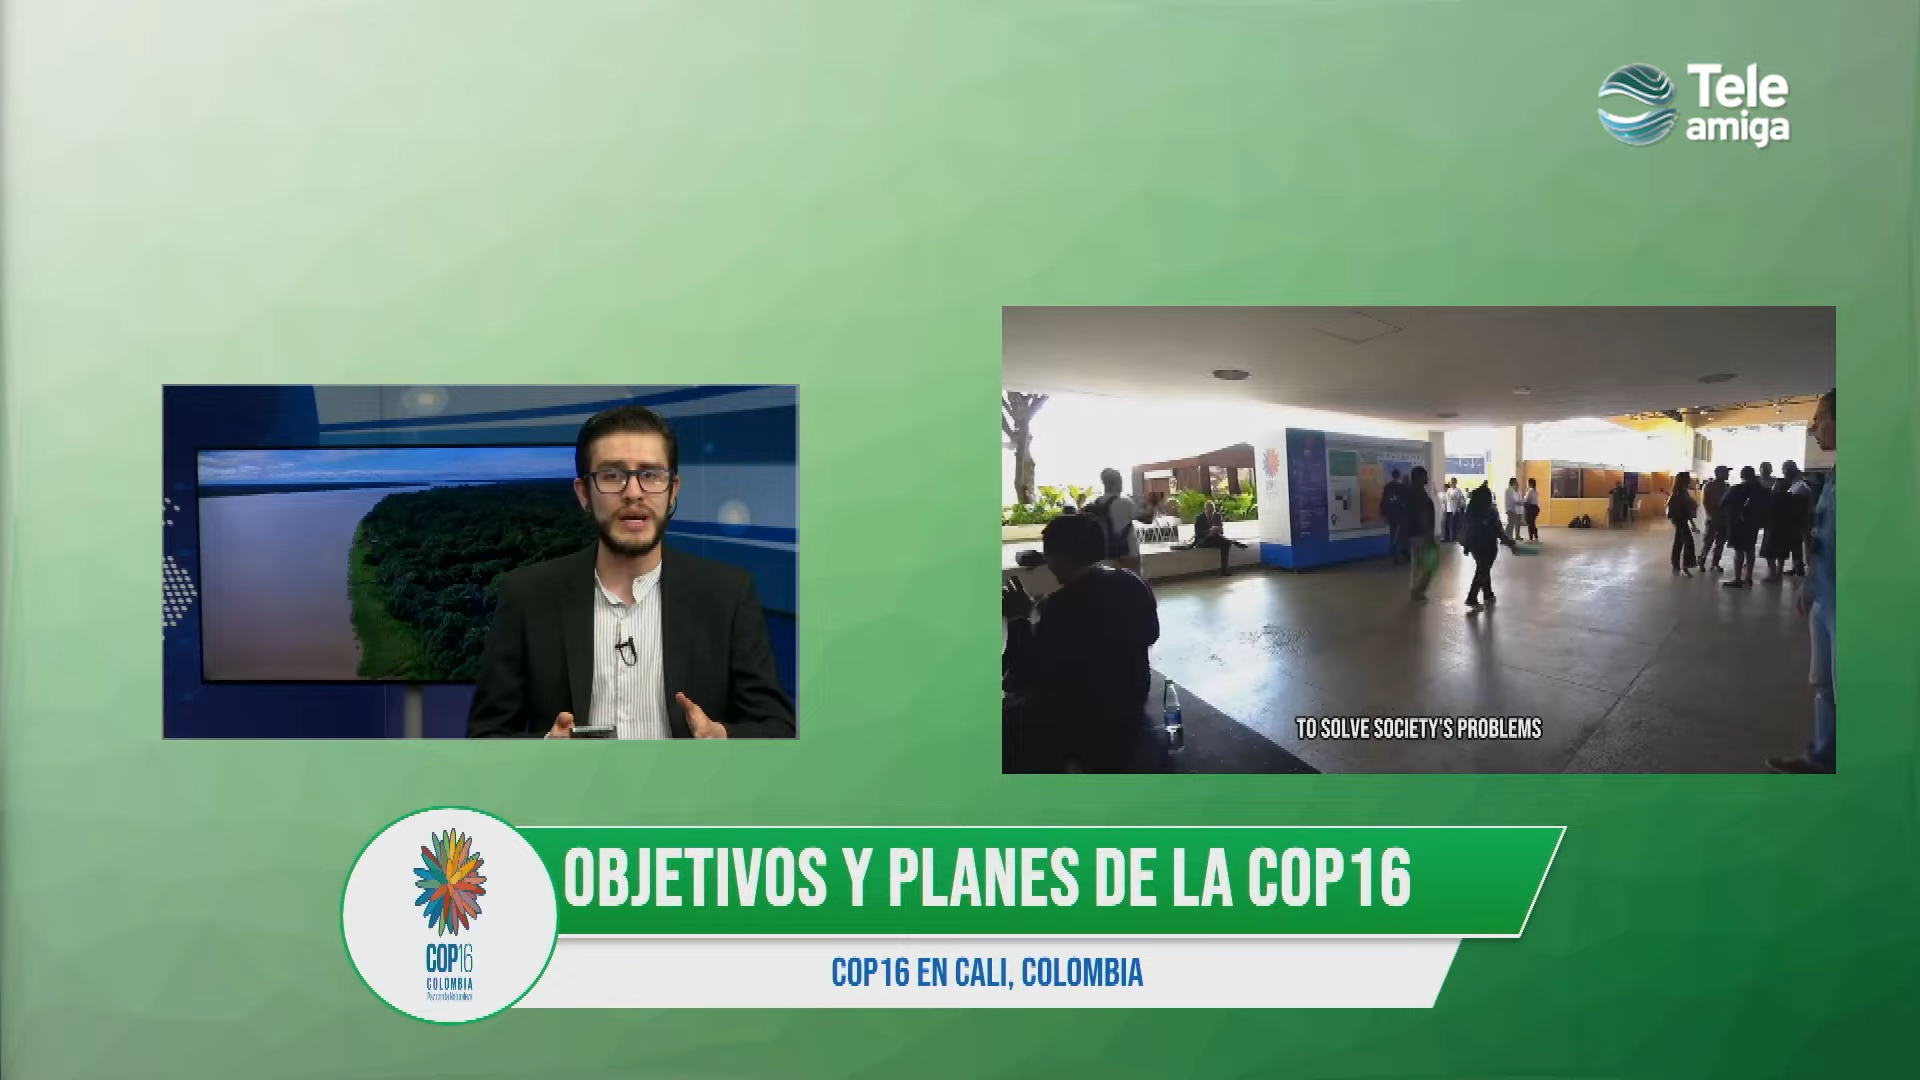 Tele
amiga
TO SOLVE SOCIETY'S PROBLEMS
OBJETIVOS Y PLANES DE LA COP16
COP16 EN CALI, COLOMBIA
COP16
COLOMBIA